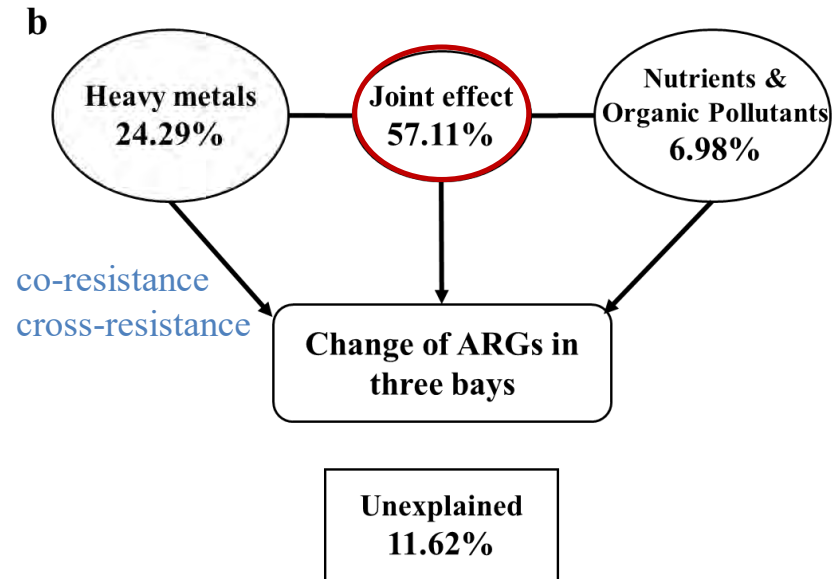 b
Heavy metals
24.29%
Joint effect
57.11%
Nutrients &
Organic Pollutants
6.98%
co-resistance
cross-resistance
Change of ARGs in
three bays
Unexplained
11.62%